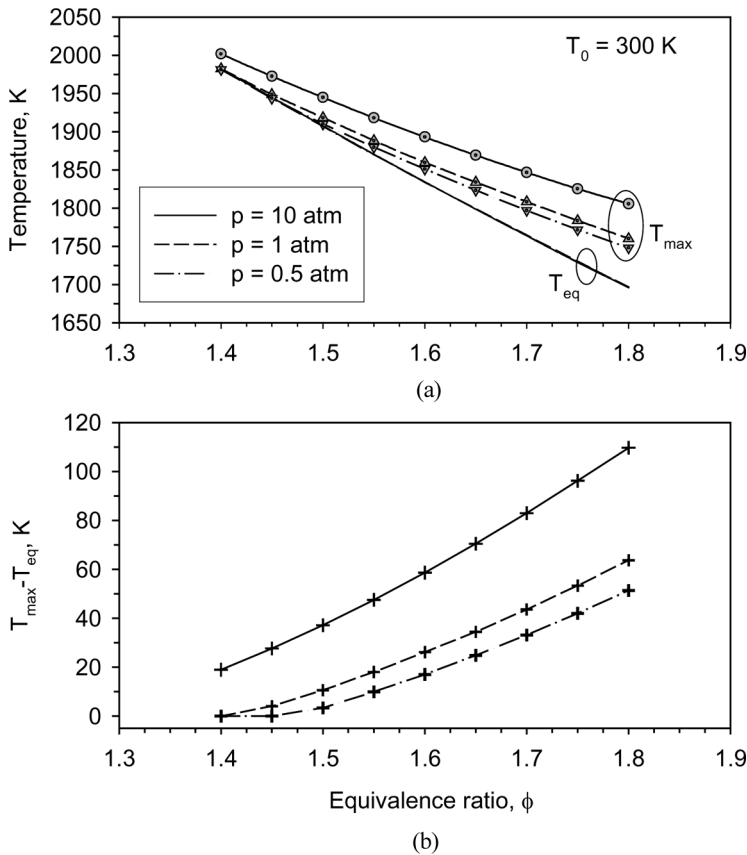 2050
2000
1950
1900
1850
1800
1750
1700
1650
Temperature, K
T0 = 300 K
p = 10 atm
p = 1 atm
p = 0.5 atm
Tmax
Teq
1.3 1.4 1.5 1.6 1.7 1.8 1.9
(a)
120
100
80
60
40
20
0
Tmax-Teq, K
1.3 1.4 1.5 1.6 1.7 1.8 1.9
Equivalence ratio, ϕ
(b)